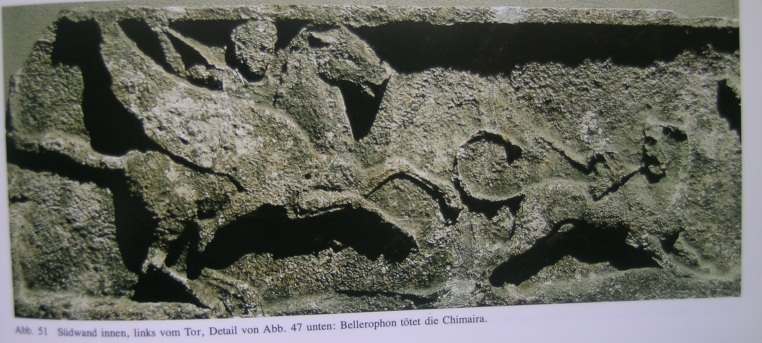 Abb. 51 Südwand innen, links vom Tor, Detail von Abb. 47 unten: Bellerophon tötet die Chimaira.